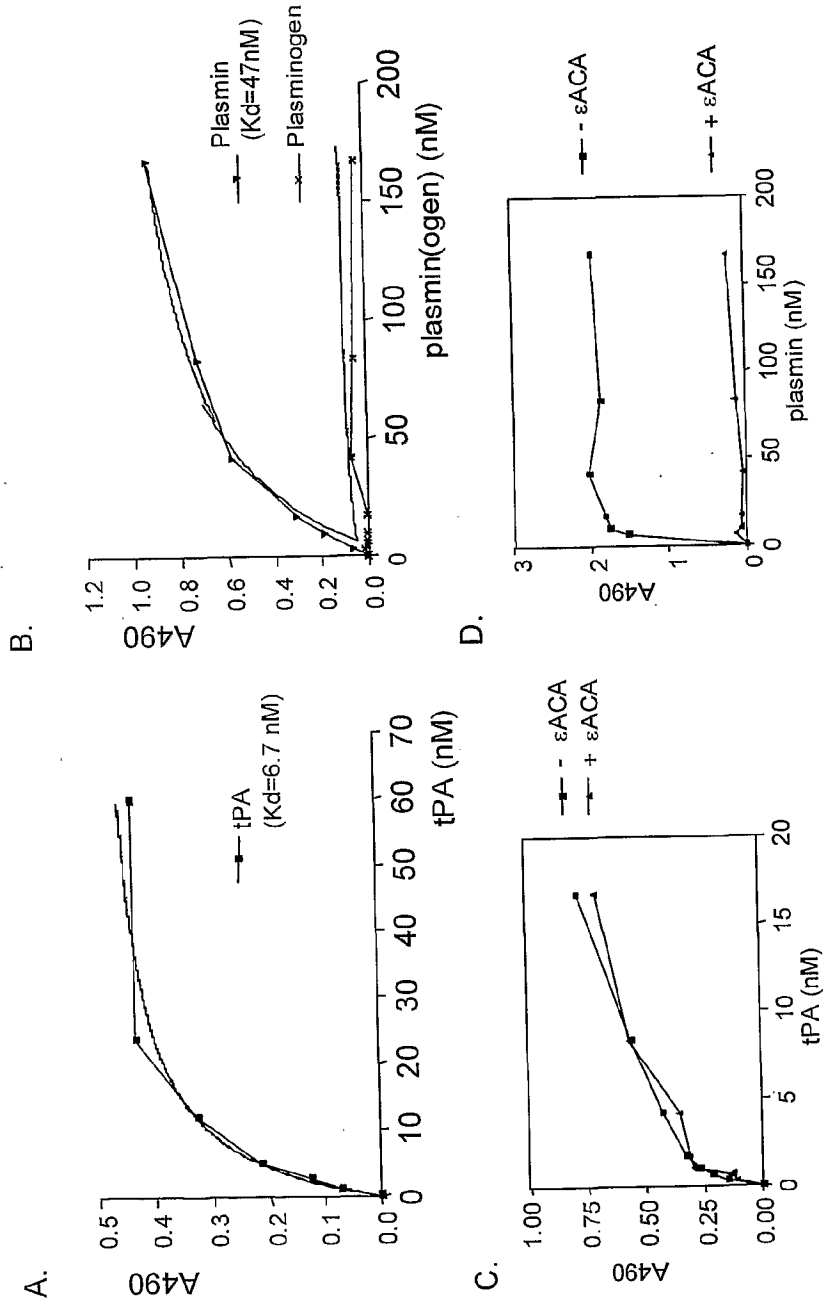 A.
A490
0.5
0.4
0.3
0.2
0.1
0.0
0
10
20
30
40
50
60
70
tPA (nM)
tPA
(Kd=6.7 nM)
B.
A490
1.2
1.0
0.8
0.6
0.4
0.2
0.0
0
50
100
150
200
plasmin(ogen) (nM)
Plasmin
(Kd=47nM)
Plasminogen
C.
A490
1.00
0.75
0.50
0.25
0.00
0
5
10
15
20
tPA (nM)
- εACA
+ εACA
D.
A490
3
2
1
0
0
50
100
150
200
plasmin (nM)
- εACA
+ εACA